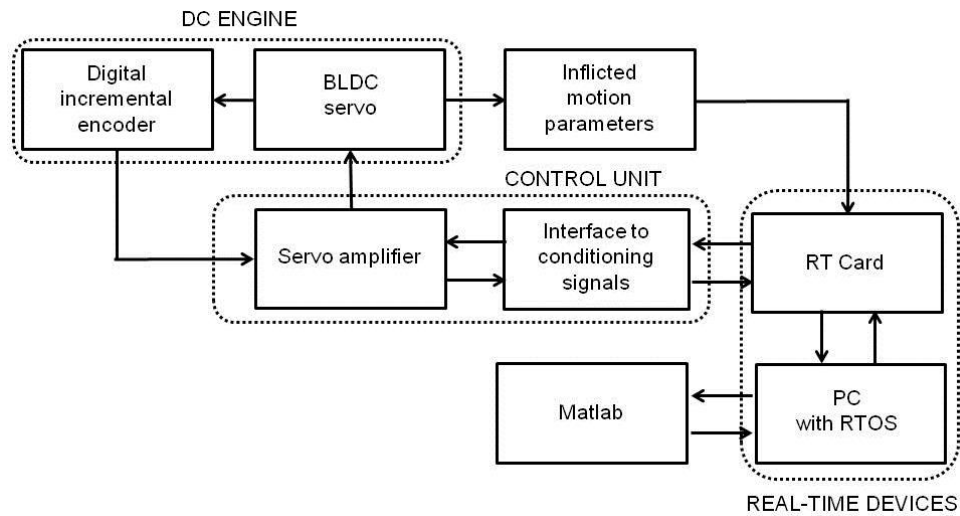 DC ENGINE
Digital
incremental
encoder
BLDC
servo
Inflicted
motion
parameters
CONTROL UNIT
Servo amplifier
Interface to
conditioning
signals
RT Card
Matlab
PC
with RTOS
REAL-TIME DEVICES